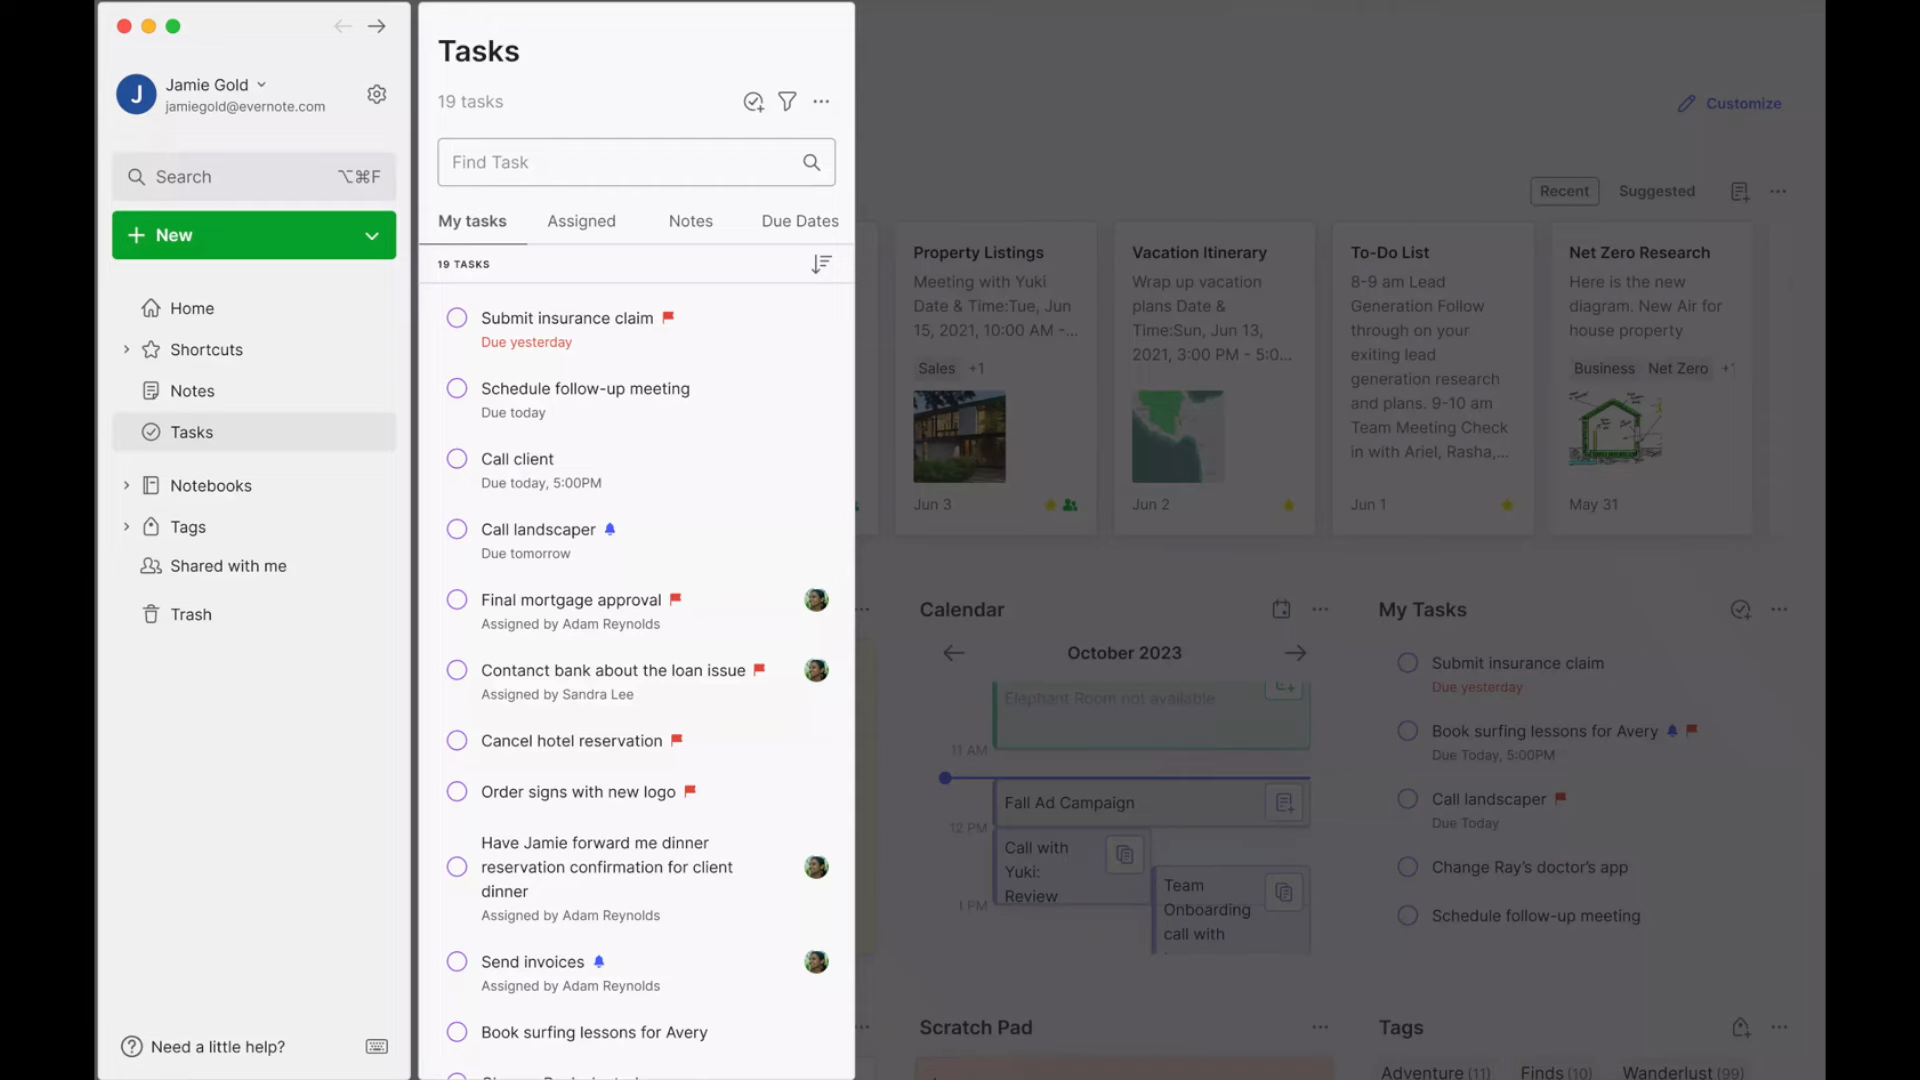 J
Jamie Gold
jamiegold@evernote.com
Search
⌥⌘F
New
Home
Shortcuts
Notes
Tasks
Notebooks
Tags
Shared with me
Trash
Need a little help?
Tasks
19 tasks
Find Task
My tasks
Assigned
Notes
Due Dates
19 TASKS
Submit insurance claim
Due yesterday
Schedule follow-up meeting
Due today
Call client
Due today, 5:00PM
Call landscaper
Due tomorrow
Final mortgage approval
Assigned by Adam Reynolds
Contanct bank about the loan issue
Assigned by Sandra Lee
Cancel hotel reservation
Order signs with new logo
Have Jamie forward me dinner
reservation confirmation for client
dinner
Assigned by Adam Reynolds
Send invoices
Assigned by Adam Reynolds
Book surfing lessons for Avery
Customize
Recent
Suggested
Property Listings
Meeting with Yuki
Date & Time:Tue, Jun
15, 2021, 10:00 AM -...
Sales +1
Jun 3
Vacation Itinerary
Wrap up vacation
plans Date &
Time:Sun, Jun 13,
2021, 3:00 PM - 5:0...
Jun 2
To-Do List
8-9 am Lead
Generation Follow
through on your
exiting lead
generation research
and plans. 9-10 am
Team Meeting Check
in with Ariel, Rasha,...
Jun 1
Net Zero Research
Here is the new
diagram. New Air for
house property
Business Net Zero
May 31
Calendar
October 2023
Elephant Room not available
11 AM
Fall Ad Campaign
12 PM
Call with
Yuki:
Review
1 PM
Team
Onboarding
call with
My Tasks
Submit insurance claim
Due yesterday
Book surfing lessons for Avery
Due Today, 5:00PM
Call landscaper
Due Today
Change Ray's doctor's app
Schedule follow-up meeting
Scratch Pad
Tags
Adventure (11)
Finds (10)
Wanderlust (99)